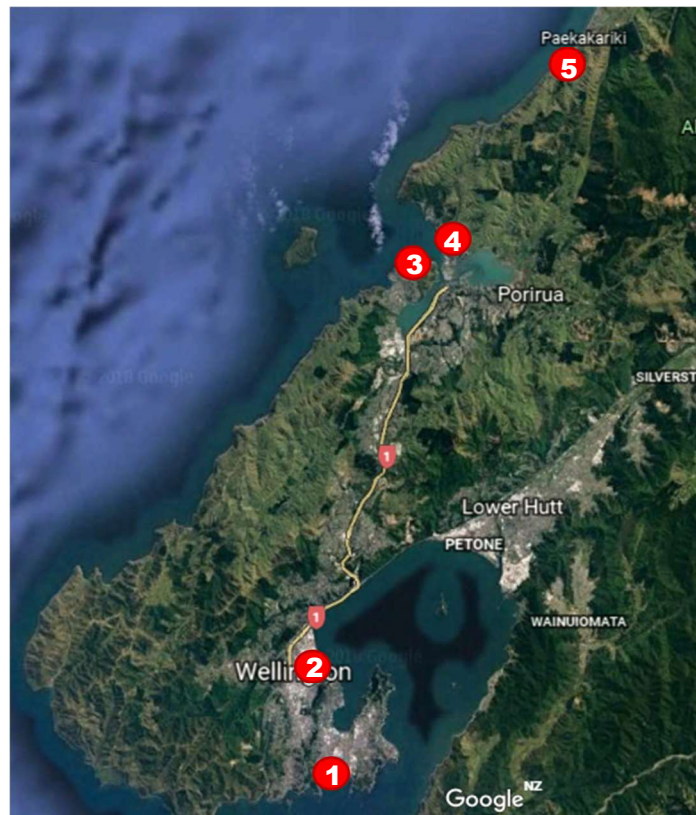 Paekakariki
5
4
3
Porirua
SILVERST
1
Lower Hutt
PETONE
1
WAINUIOMATA
Wellington
2
1
Google NZ